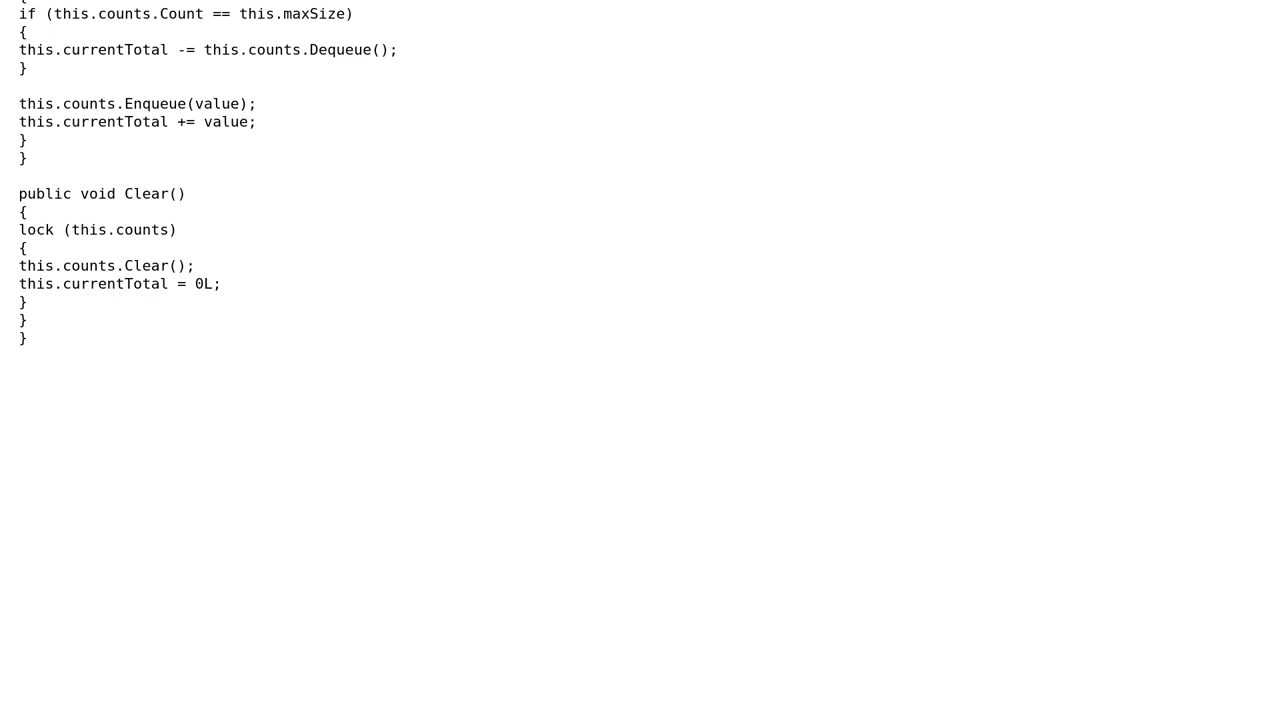 if (this.counts.Count == this.maxSize)
{
this.currentTotal -= this.counts.Dequeue();
}

this.counts.Enqueue(value);
this.currentTotal += value;
}
}

public void Clear()
{
lock (this.counts)
{
this.counts.Clear();
this.currentTotal = 0L;
}
}
}